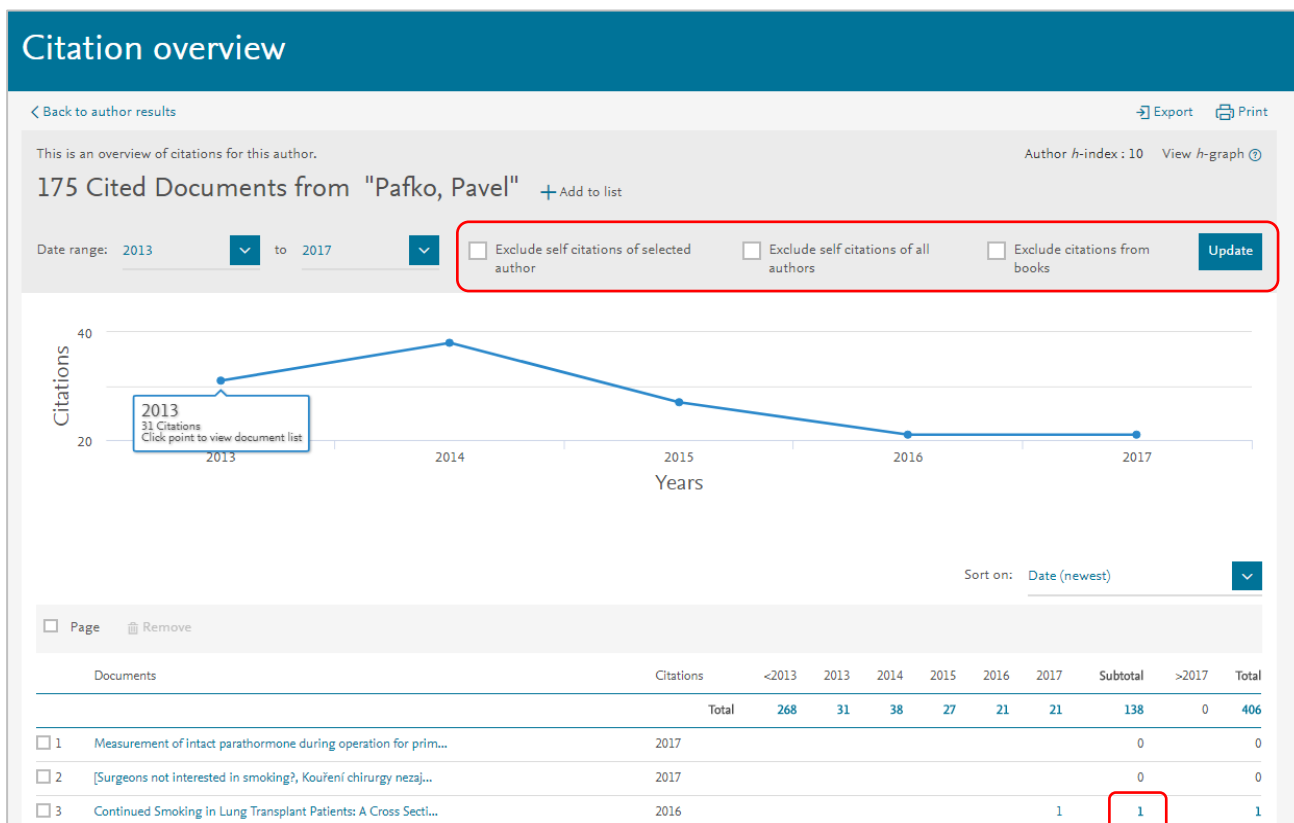 Citation overview
Back to author results
Export Print
This is an overview of citations for this author.
Author h-index : 10 View h-graph
175 Cited Documents from "Pafko, Pavel" + Add to list
Date range: 2013 to 2017
Exclude self citations of selected author
Exclude self citations of all authors
Exclude citations from books
Update
40
Citations
2013
31 Citations
Click point to view document list
20
2013 2014 2015 2016 2017
Years
Sort on: Date (newest)
Page Remove
Documents Citations <2013 2013 2014 2015 2016 2017 Subtotal >2017 Total
Total 268 31 38 27 21 21 138 0 406
1 Measurement of intact parathormone during operation for prim... 2017 0 0
2 [Surgeons not interested in smoking?, Kouření chirurgy nezaj... 2017 0 0
3 Continued Smoking in Lung Transplant Patients: A Cross Secti... 2016 1 1 1